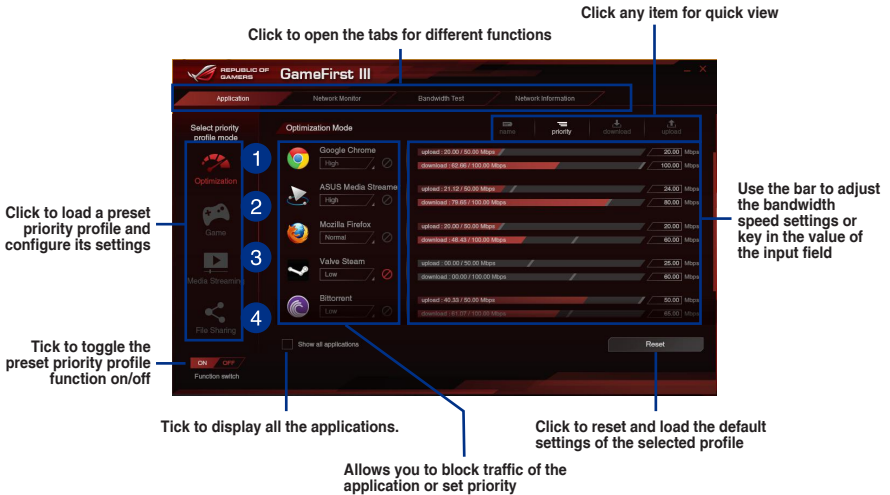 Click any item for quick view
Click to open the tabs for different functions
REPUBLIC OF
GAMERS
GameFirst III
Application
Network Monitor
Bandwidth Test
Network Information
Select priority
profile mode
Optimization Mode
name
priority
download
upload
1
Optimization
2
Game
3
Media Streaming
4
File Sharing
Google Chrome
High
upload : 20.00 / 50.00 Mbps
20.00 Mbps
download : 62.86 / 100.00 Mbps
100.00 Mbps
ASUS Media Streame
High
upload : 21.12 / 50.00 Mbps
24.00 Mbps
download : 79.65 / 100.00 Mbps
80.00 Mbps
Mozilla Firefox
Normal
upload : 20.00 / 50.00 Mbps
20.00 Mbps
download : 46.43 / 100.00 Mbps
60.00 Mbps
Valve Steam
Low
upload : 00.00 / 50.00 Mbps
25.00 Mbps
download : 00.00 / 100.00 Mbps
60.00 Mbps
Bittorrent
Low
upload : 40.33 / 50.00 Mbps
50.00 Mbps
download : 61.07 / 100.00 Mbps
65.00 Mbps
Click to load a preset
priority profile and
configure its settings
Use the bar to adjust
the bandwidth
speed settings or
key in the value of
the input field
Tick to toggle the
preset priority profile
function on/off
ON OFF
Function switch
Show all applications
Reset
Tick to display all the applications.
Click to reset and load the default
settings of the selected profile
Allows you to block traffic of the
application or set priority